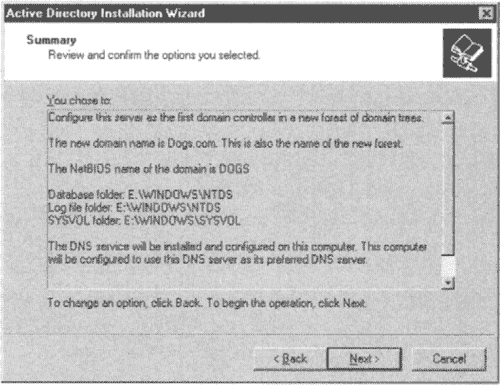 Active Directory Installation Wizard
Summary
Review and confirm the options you selected.
You chose to:
Configure this server as the first domain controller in a new forest of domain trees.
The new domain name is Dogs.com. This is also the name of the new forest.
The NetBIOS name of the domain is DOGS
Database folder: E:\WINDOWS\NTDS
Log file folder: E:\WINDOWS\NTDS
SYSVOL folder: E:\WINDOWS\SYSVOL
The DNS service will be installed and configured on this computer. This computer
will be configured to use this DNS server as its preferred DNS server.
To change an option, click Back. To begin the operation, click Next.
< Back Next > Cancel